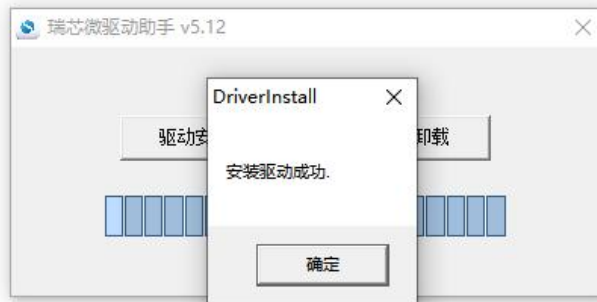 瑞芯微驱动助手 v5.12
DriverInstall
驱动安
卸载
安装驱动成功.
确定